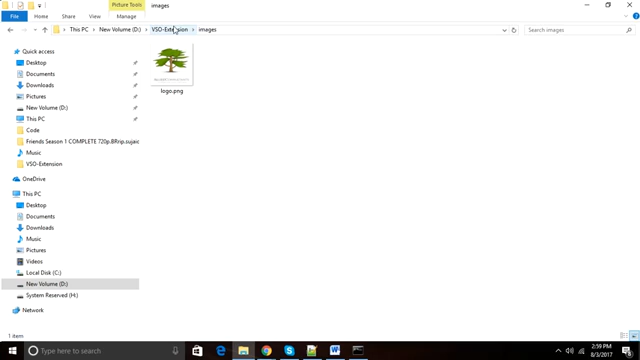 Picture Tools
images
File
Home
Share
View
Manage
This PC
New Volume (D:)
VSO-Extension
images
Search images
Quick access
Desktop
Documents
Downloads
Pictures
New Volume (D:)
This PC
Code
Friends Season 1 COMPLETE 720p.BRrip.sujaic
Music
VSO-Extension
OneDrive
This PC
Desktop
Documents
Downloads
Music
Pictures
Videos
Local Disk (C:)
New Volume (D:)
System Reserved (H:)
Network
logo.png
1 item
Type here to search
2:59 PM
8/3/2017